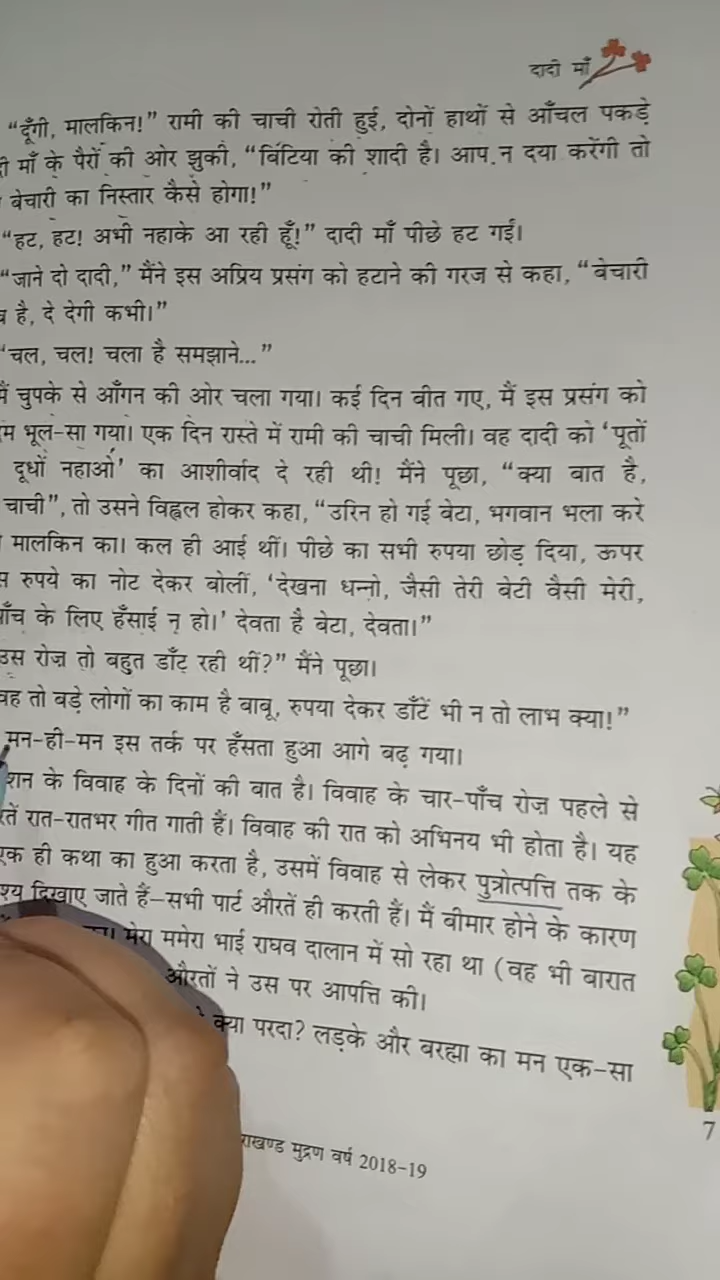 दादी माँ
“दूँगी, मालकिन!” रामी की चाची रोती हुई, दोनों हाथों से आँचल पकड़े
माँ के पैरों की ओर झुकी, “बिटिया की शादी है। आप न दया करेंगी तो
बेचारी का निस्तार कैसे होगा!”
“हट, हट! अभी नहाके आ रही हूँ!” दादी माँ पीछे हट गईं।
“जाने दो दादी,” मैंने इस अप्रिय प्रसंग को हटाने की गरज से कहा, “बेचारी
है, दे देगी कभी।”
“चल, चल! चला है समझाने...”
मैं चुपके से आँगन की ओर चला गया। कई दिन बीत गए, मैं इस प्रसंग को
भूल-सा गया। एक दिन रास्ते में रामी की चाची मिली। वह दादी को ‘पूतों
दूधों नहाओ’ का आशीर्वाद दे रही थी! मैंने पूछा, “क्या बात है,
चाची”, तो उसने विह्वल होकर कहा, “उरिन हो गई बेटा, भगवान भला करे
मालकिन का। कल ही आई थीं। पीछे का सभी रुपया छोड़ दिया, ऊपर
रुपये का नोट देकर बोलीं, ‘देखना धन्नो, जैसी तेरी बेटी वैसी मेरी,
के लिए हँसाई न हो।’ देवता है बेटा, देवता।”
उस रोज़ तो बहुत डाँट रही थीं?” मैंने पूछा।
वह तो बड़े लोगों का काम है बाबू, रुपया देकर डाँटें भी न तो लाभ क्या!”
मन-ही-मन इस तर्क पर हँसता हुआ आगे बढ़ गया।
के विवाह के दिनों की बात है। विवाह के चार-पाँच रोज़ पहले से
रात-रातभर गीत गाती हैं। विवाह की रात को अभिनय भी होता है। यह
एक ही कथा का हुआ करता है, उसमें विवाह से लेकर पुत्रोत्पत्ति तक के
दिखाए जाते हैं–सभी पार्ट औरतें ही करती हैं। मैं बीमार होने के कारण
मेरा ममेरा भाई राघव दालान में सो रहा था (वह भी बारात
औरतों ने उस पर आपत्ति की।
क्या परदा? लड़के और बरह्मा का मन एक-सा
मुद्रण वर्ष 2018-19
7